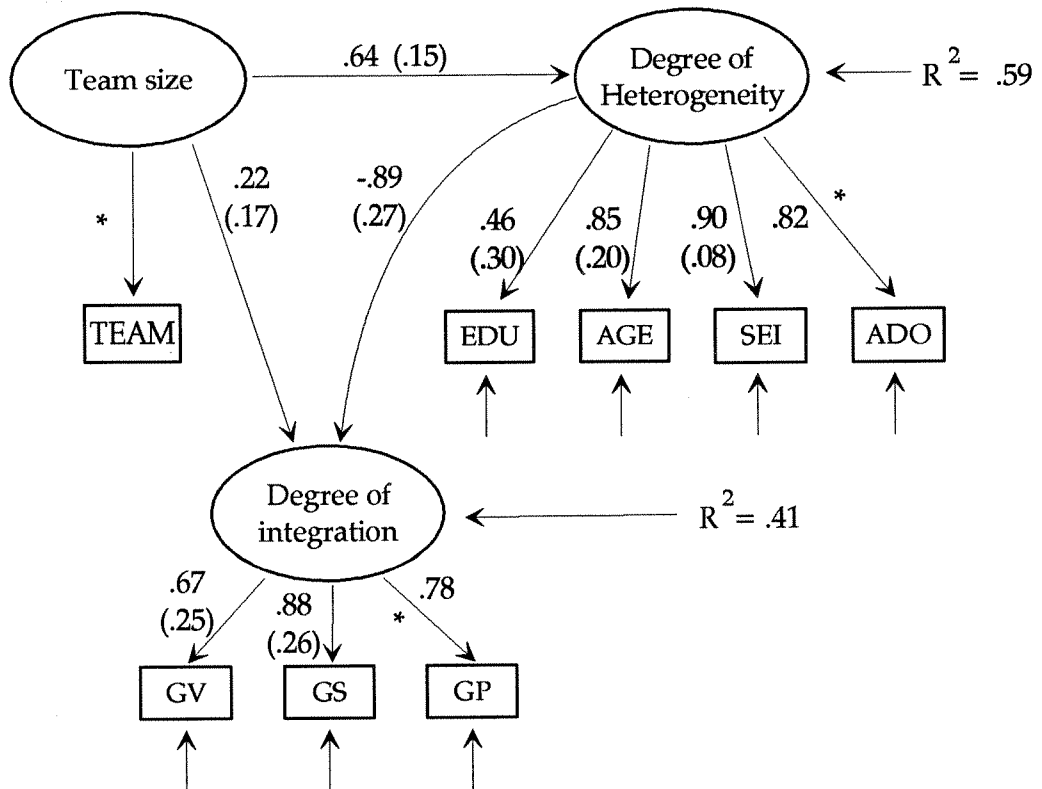 Team size
.64 (.15)
Degree of
Heterogeneity
R² = .59
*
.22
(.17)
-.89
(.27)
.46
(.30)
.85
(.20)
.90
(.08)
.82
*
TEAM
EDU
AGE
SEI
ADO
Degree of
integration
R² = .41
.67
(.25)
.88
(.26)
*
.78
GV
GS
GP